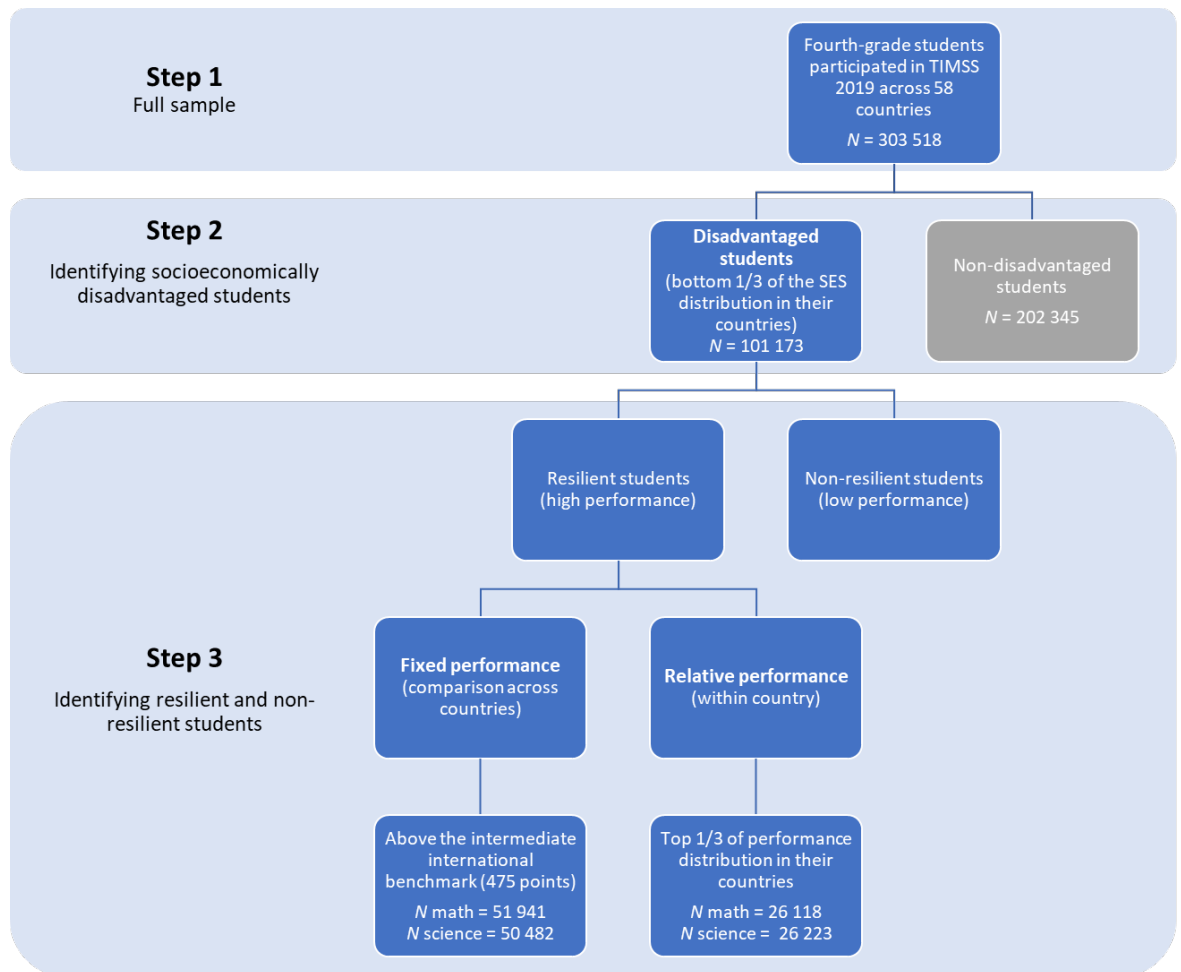 Step 1
Full sample
Fourth-grade students
participated in TIMSS
2019 across 58
countries
N = 303 518
Step 2
Identifying socioeconomically
disadvantaged students
Disadvantaged
students
(bottom 1/3 of the SES
distribution in their
countries)
N = 101 173
Non-disadvantaged
students
N = 202 345
Step 3
Identifying resilient and non-
resilient students
Resilient students
(high performance)
Non-resilient students
(low performance)
Fixed performance
(comparison across
countries)
Relative performance
(within country)
Above the intermediate
international
benchmark (475 points)
N math = 51 941
N science = 50 482
Top 1/3 of performance
distribution in their
countries
N math = 26 118
N science = 26 223